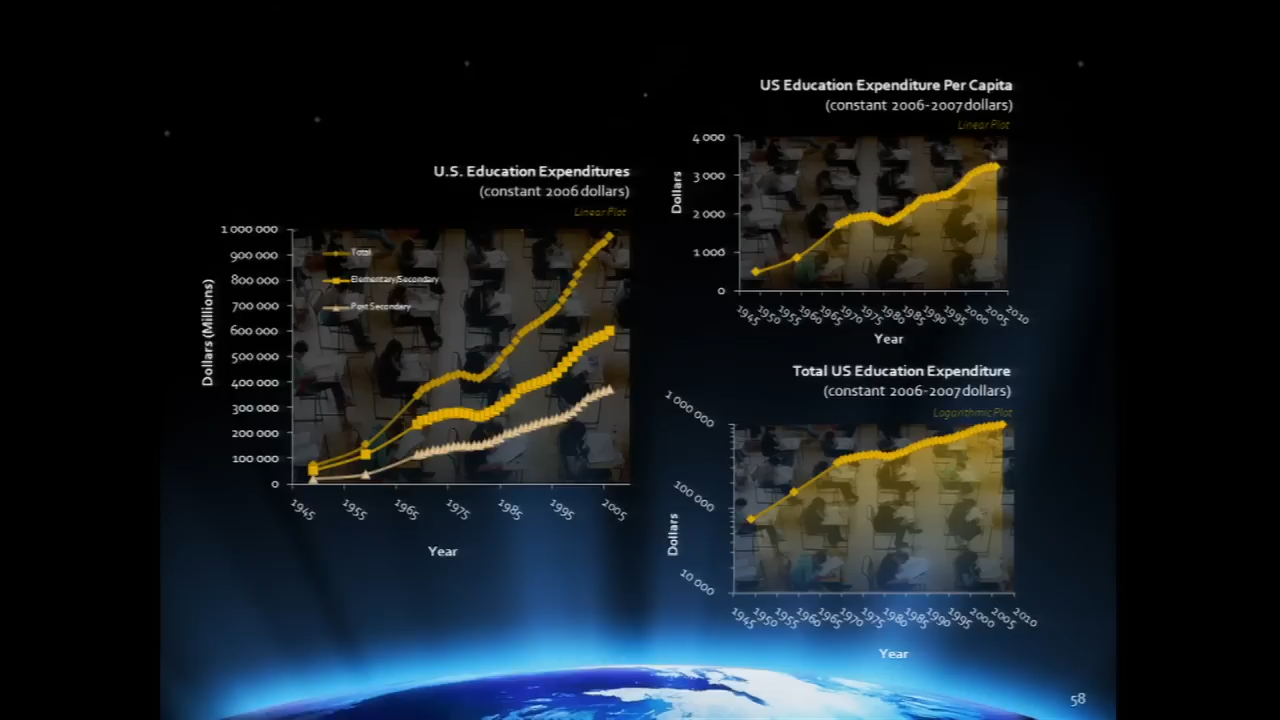 U.S. Education Expenditures
(constant 2006 dollars)
Linear Plot
1 000 000
900 000
800 000
700 000
600 000
500 000
400 000
300 000
200 000
100 000
0
Dollars (Millions)
Total
Elementary/Secondary
Post Secondary
1945
1955
1965
1975
1985
1995
2005
Year
US Education Expenditure Per Capita
(constant 2006-2007 dollars)
Linear Plot
4 000
3 000
2 000
1 000
0
Dollars
1945
1950
1955
1960
1965
1970
1975
1980
1985
1990
1995
2000
2005
2010
Year
Total US Education Expenditure
(constant 2006-2007 dollars)
Logarithmic Plot
1 000 000
100 000
10 000
Dollars
1945
1950
1955
1960
1965
1970
1975
1980
1985
1990
1995
2000
2005
2010
Year
58